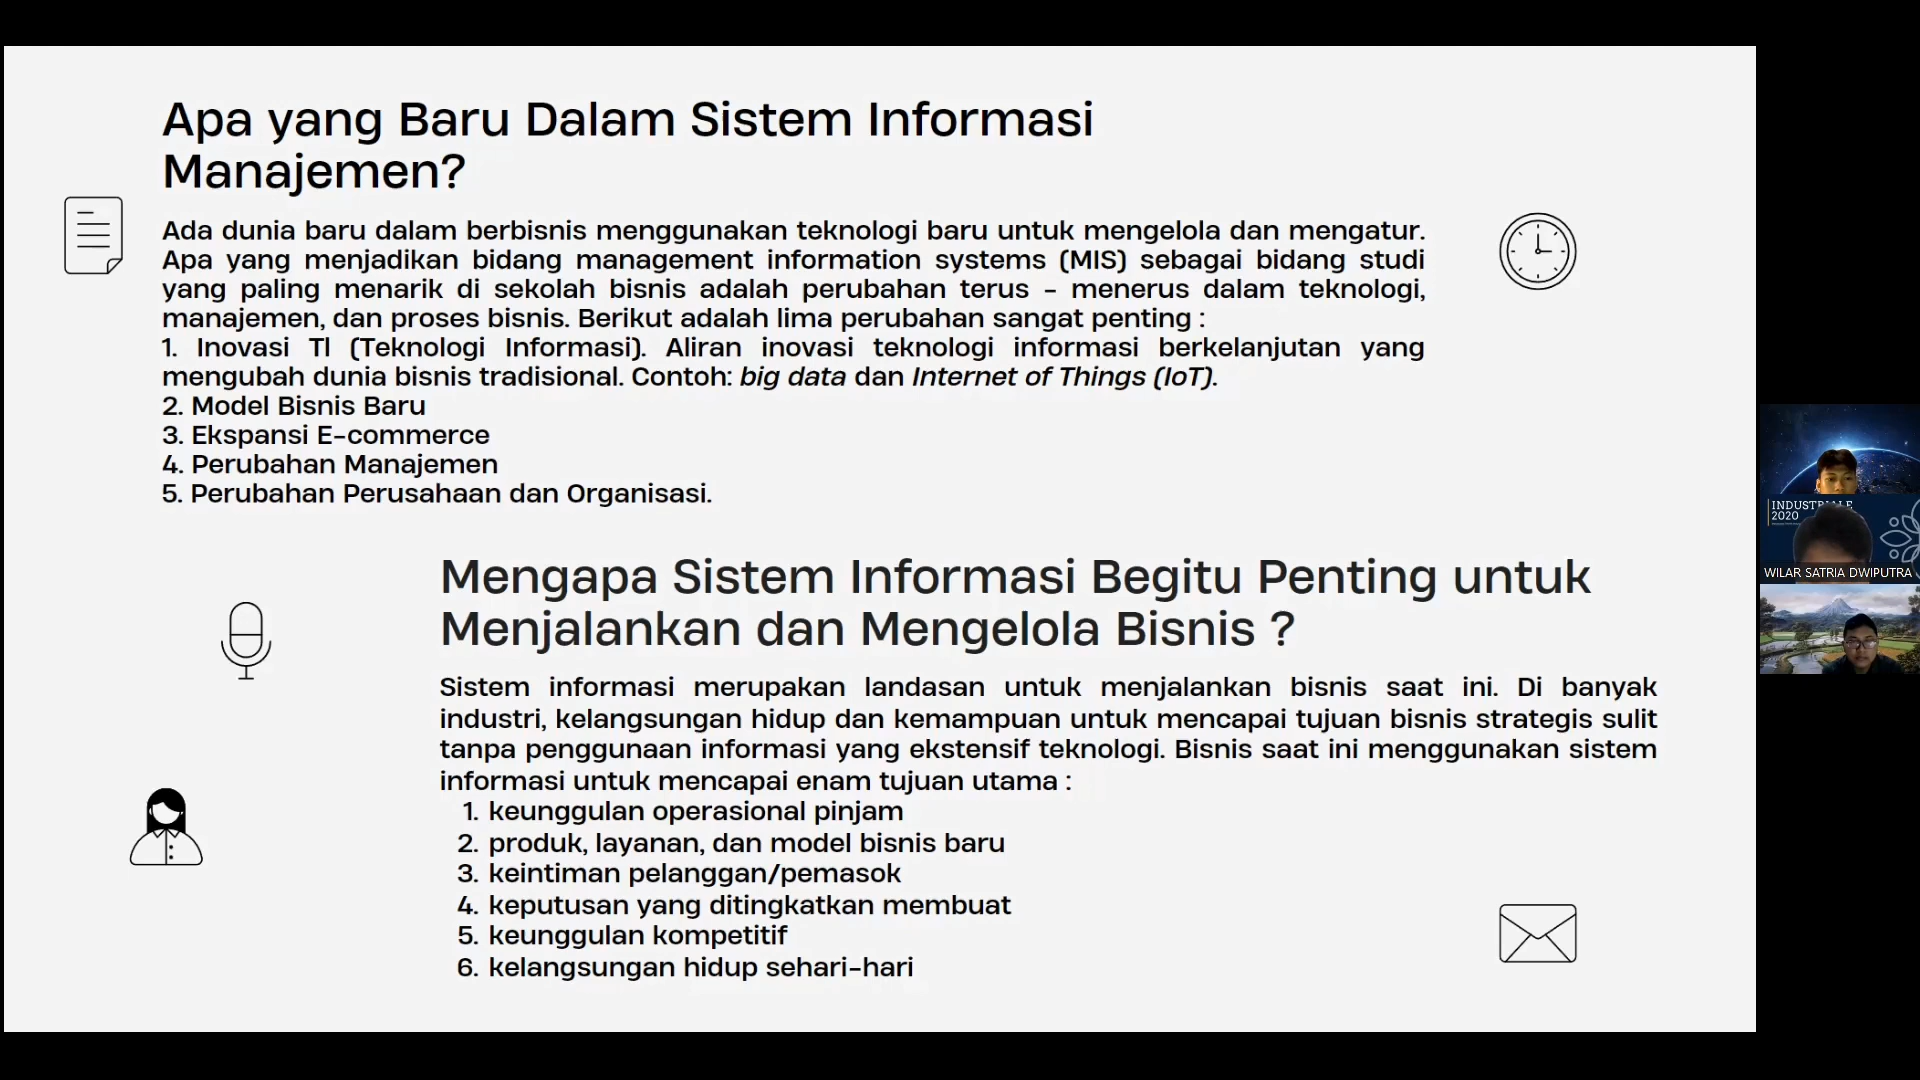 Apa yang Baru Dalam Sistem Informasi
Manajemen?
Ada dunia baru dalam berbisnis menggunakan teknologi baru untuk mengelola dan mengatur.
Apa yang menjadikan bidang management information systems (MIS) sebagai bidang studi
yang paling menarik di sekolah bisnis adalah perubahan terus - menerus dalam teknologi,
manajemen, dan proses bisnis. Berikut adalah lima perubahan sangat penting :
1. Inovasi TI (Teknologi Informasi). Aliran inovasi teknologi informasi berkelanjutan yang
mengubah dunia bisnis tradisional. Contoh: big data dan Internet of Things (IoT).
2. Model Bisnis Baru
3. Ekspansi E-commerce
4. Perubahan Manajemen
5. Perubahan Perusahaan dan Organisasi.
Mengapa Sistem Informasi Begitu Penting untuk
Menjalankan dan Mengelola Bisnis ?
Sistem informasi merupakan landasan untuk menjalankan bisnis saat ini. Di banyak
industri, kelangsungan hidup dan kemampuan untuk mencapai tujuan bisnis strategis sulit
tanpa penggunaan informasi yang ekstensif teknologi. Bisnis saat ini menggunakan sistem
informasi untuk mencapai enam tujuan utama :
1. keunggulan operasional pinjam
2. produk, layanan, dan model bisnis baru
3. keintiman pelanggan/pemasok
4. keputusan yang ditingkatkan membuat
5. keunggulan kompetitif
6. kelangsungan hidup sehari-hari
INDUSTRIALE
2020
WILAR SATRIA DWIPUTRA